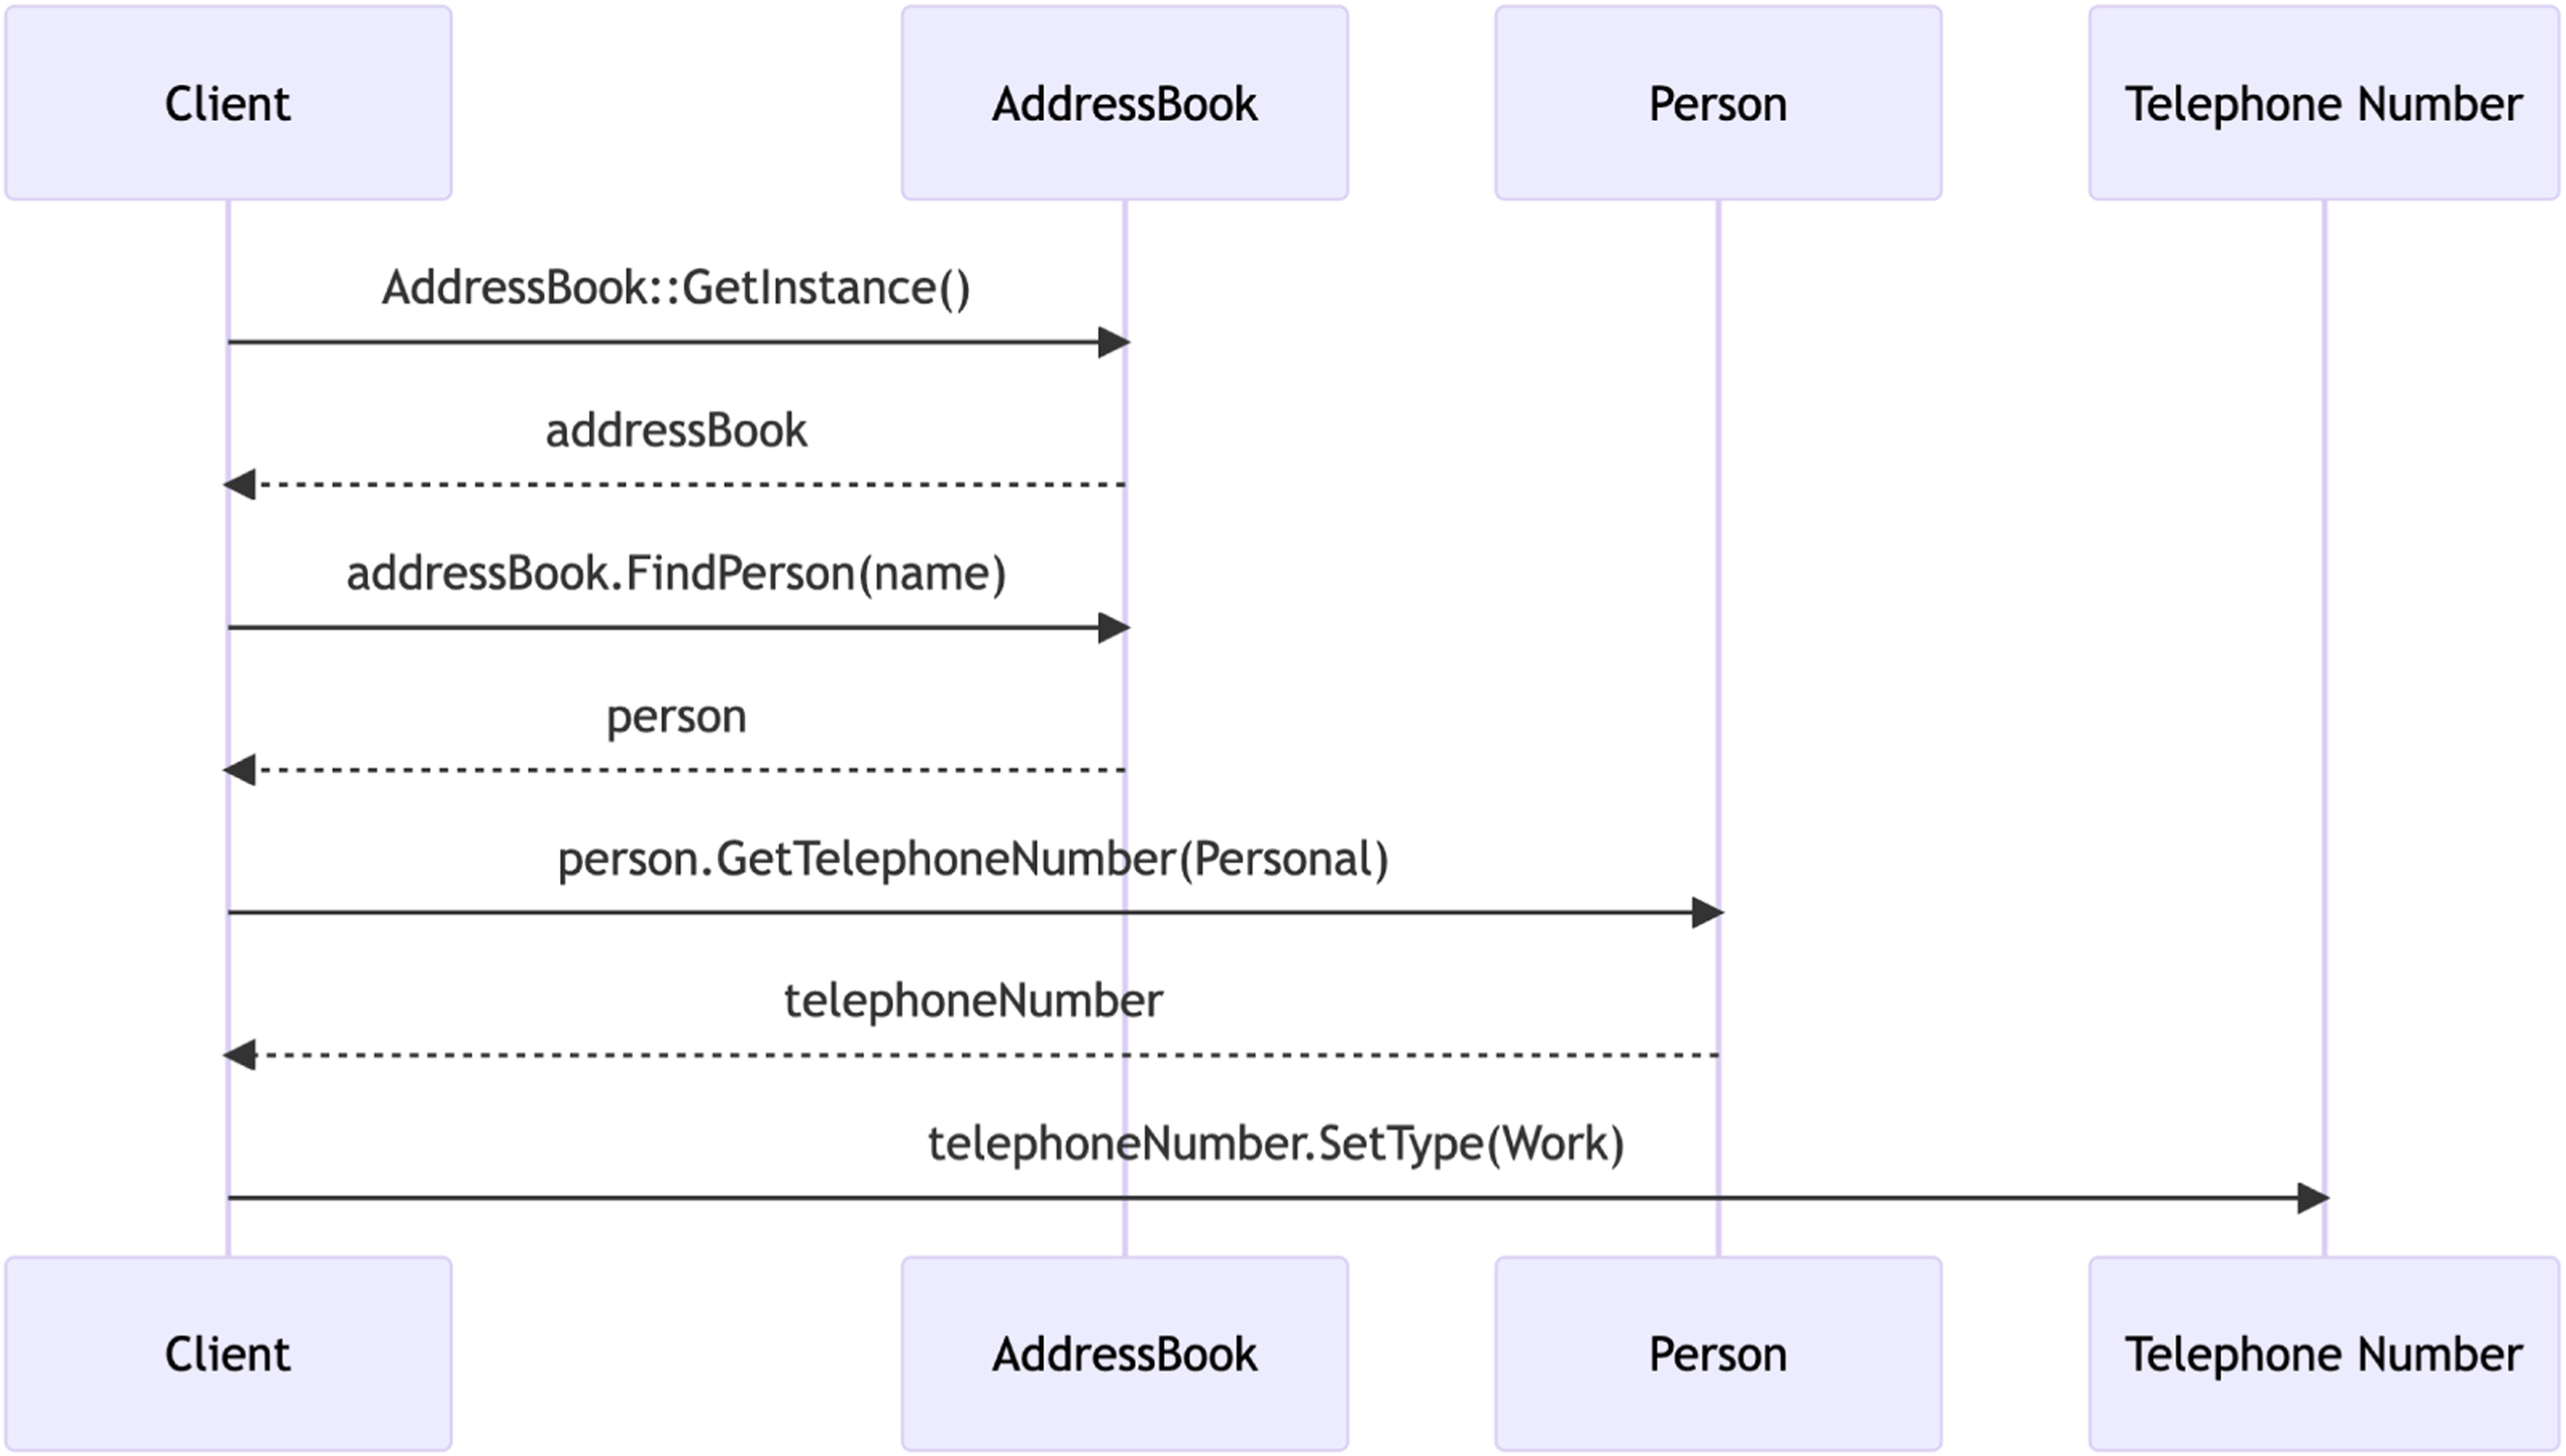 Client
AddressBook
Person
Telephone Number
AddressBook::GetInstance()
addressBook
addressBook.FindPerson(name)
person
person.GetTelephoneNumber(Personal)
telephoneNumber
telephoneNumber.SetType(Work)
Client
AddressBook
Person
Telephone Number